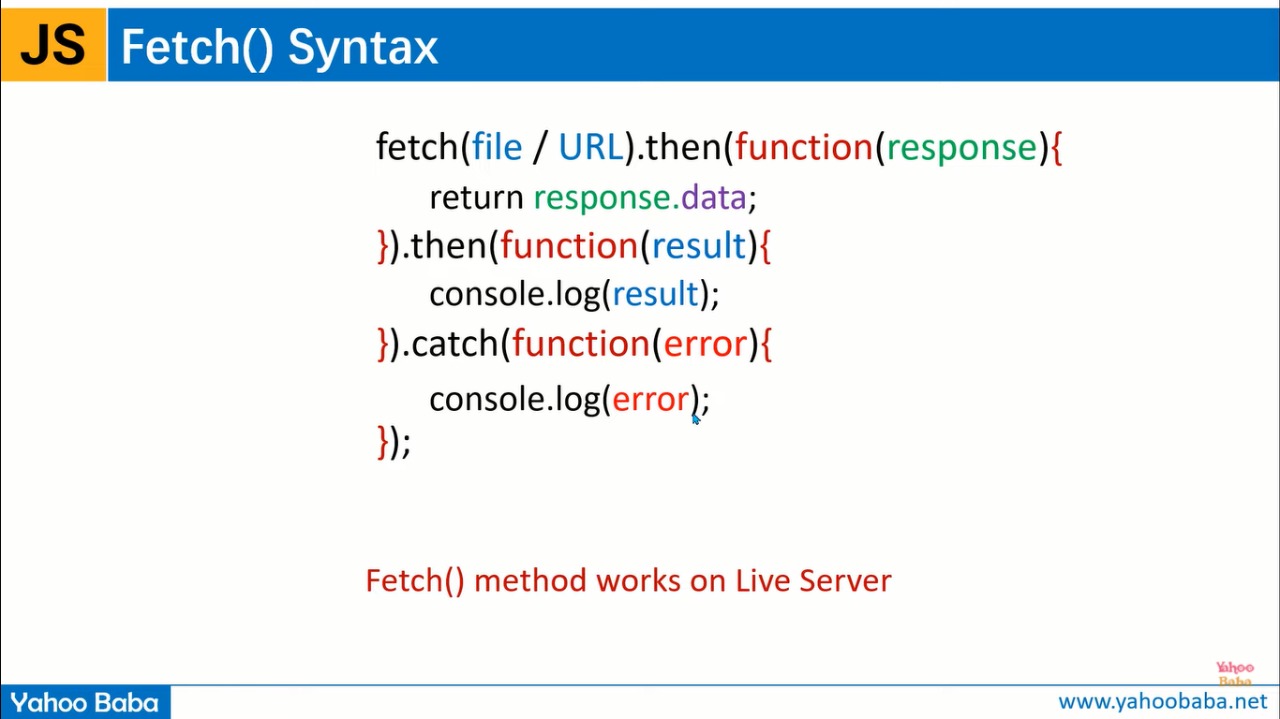 JS Fetch() Syntax
fetch(file / URL).then(function(response){
return response.data;
}).then(function(result){
console.log(result);
}).catch(function(error){
console.log(error);
});
Fetch() method works on Live Server
Yahoo
Baba
Yahoo Baba
www.yahoobaba.net